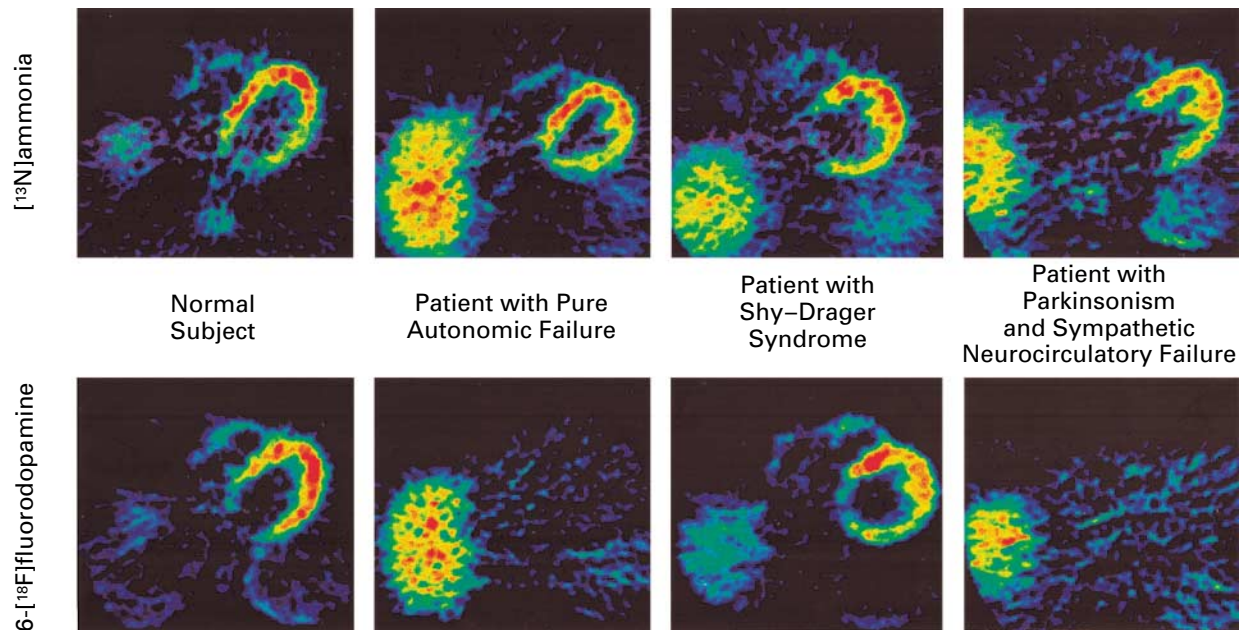 [¹³N]ammonia
Normal
Subject
Patient with Pure
Autonomic Failure
Patient with
Shy–Drager
Syndrome
Patient with
Parkinsonism
and Sympathetic
Neurocirculatory Failure
6-[¹⁸F]fluorodopamine